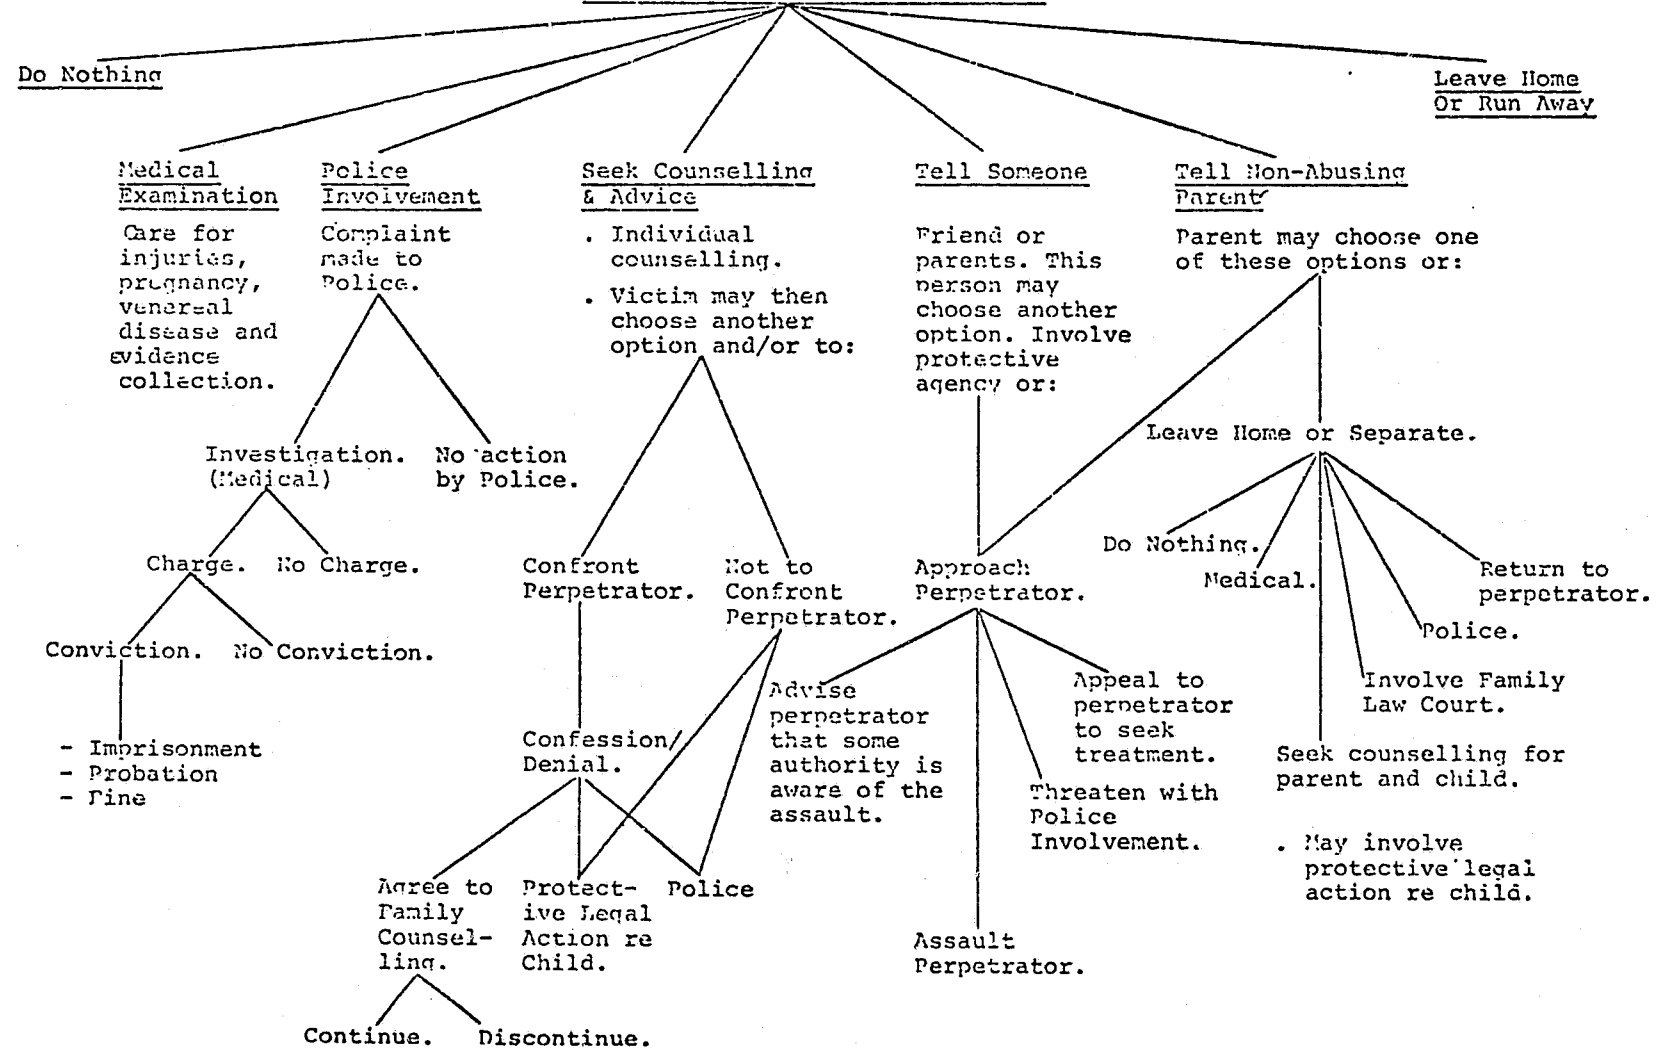 Do Nothing
Leave Home
Or Run Away
Medical
Examination
Care for
injuries,
pregnancy,
venereal
disease and
evidence
collection.
Police
Involvement
Complaint
made to
Police.
Seek Counselling
& Advice
. Individual
counselling.
. Victim may then
choose another
option and/or to:
Tell Someone
Friend or
parents. This
person may
choose another
option. Involve
protective
agency or:
Tell Non-Abusing
Parent
Parent may choose one
of these options or:
Investigation.
(Medical)
No action
by Police.
Charge.
No Charge.
Conviction.
No Conviction.
- Imprisonment
- Probation
- Fine
Confront
Perpetrator.
Not to
Confront
Perpetrator.
Confession/
Denial.
Agree to
Family
Counsel-
ling.
Protect-
ive Legal
Action re
Child.
Police
Continue.
Discontinue.
Approach
Perpetrator.
Advise
perpetrator
that some
authority is
aware of the
assault.
Assault
Perpetrator.
Threaten with
Police
Involvement.
Appeal to
perpetrator
to seek
treatment.
Leave Home or Separate.
Do Nothing.
Medical.
Seek counselling for
parent and child.
. May involve
protective legal
action re child.
Involve Family
Law Court.
Police.
Return to
perpetrator.